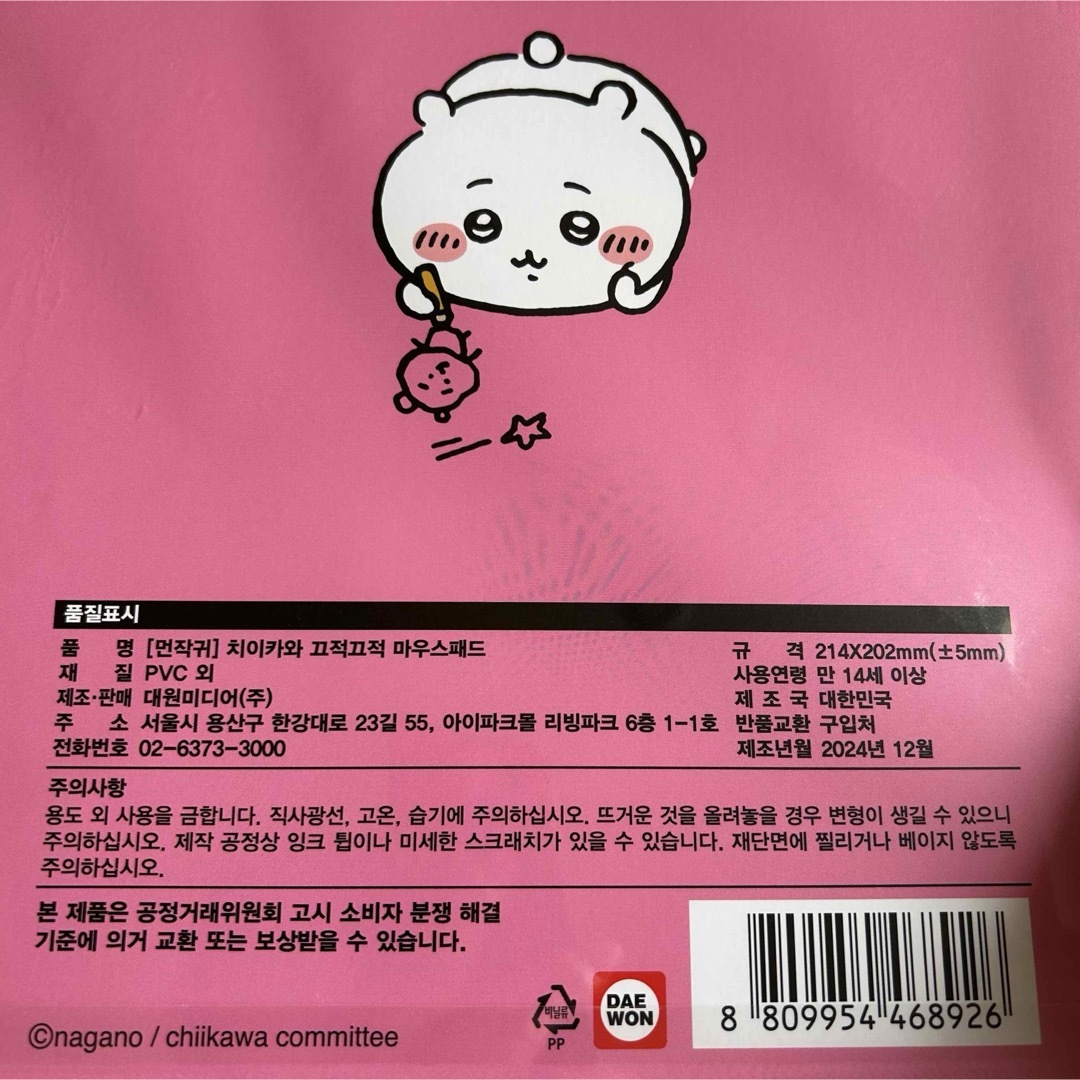 품질표시
품 명 [먼작귀] 치이카와 끄적끄적 마우스패드
규 격 214X202mm(±5mm)
재 질 PVC 외
사용연령 만 14세 이상
제조·판매 대원미디어(주)
제 조 국 대한민국
주 소 서울시 용산구 한강대로 23길 55, 아이파크몰 리빙파크 6층 1-1호
반품교환 구입처
전화번호 02-6373-3000
제조년월 2024년 12월
주의사항
용도 외 사용을 금합니다. 직사광선, 고온, 습기에 주의하십시오. 뜨거운 것을 올려놓을 경우 변형이 생길 수 있으니
주의하십시오. 제작 공정상 잉크 튐이나 미세한 스크래치가 있을 수 있습니다. 재단면에 찔리거나 베이지 않도록
주의하십시오.
본 제품은 공정거래위원회 고시 소비자 분쟁 해결
기준에 의거 교환 또는 보상받을 수 있습니다.
©nagano / chiikawa committee
비닐류
PP
DAE
WON
8 809954 468926